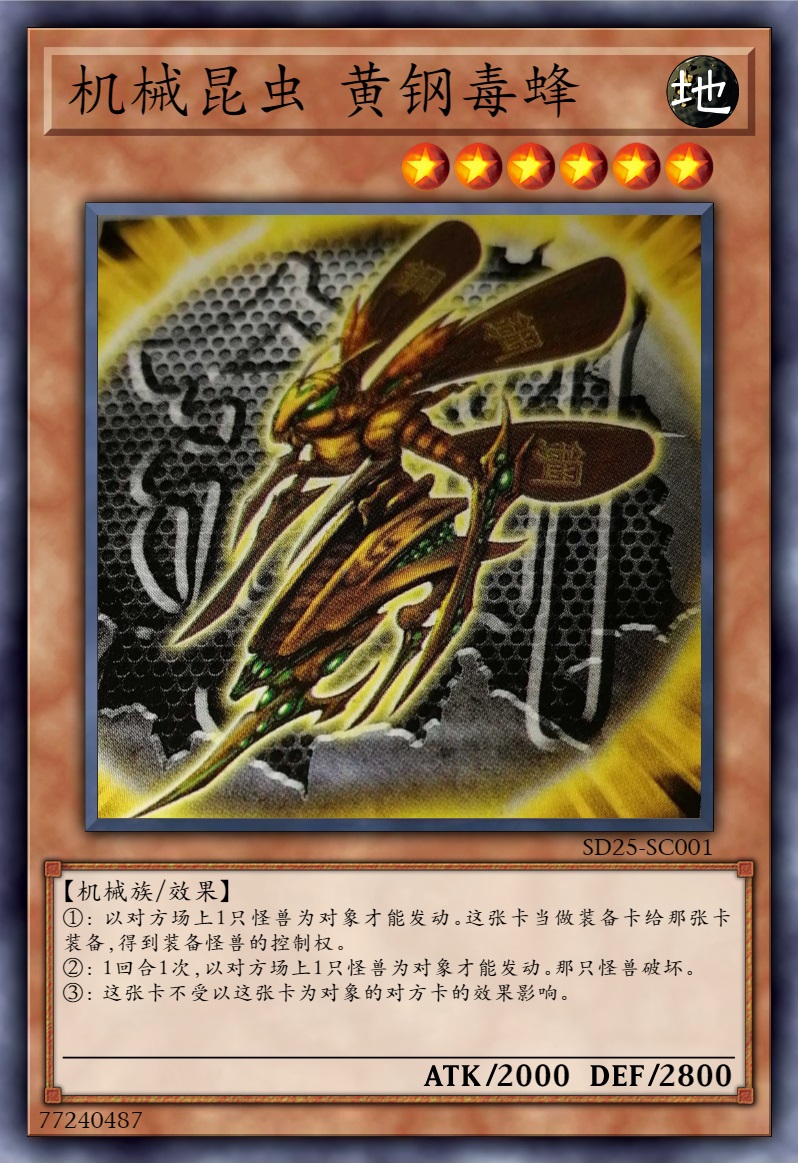 机械昆虫 黄钢毒蜂
地
鋼
鋼
SD25-SC001
【机械族/效果】
①：以对方场上1只怪兽为对象才能发动。这张卡当做装备卡给那张卡
装备,得到装备怪兽的控制权。
②：1回合1次,以对方场上1只怪兽为对象才能发动。那只怪兽破坏。
③：这张卡不受以这张卡为对象的对方卡的效果影响。
ATK/2000 DEF/2800
77240487